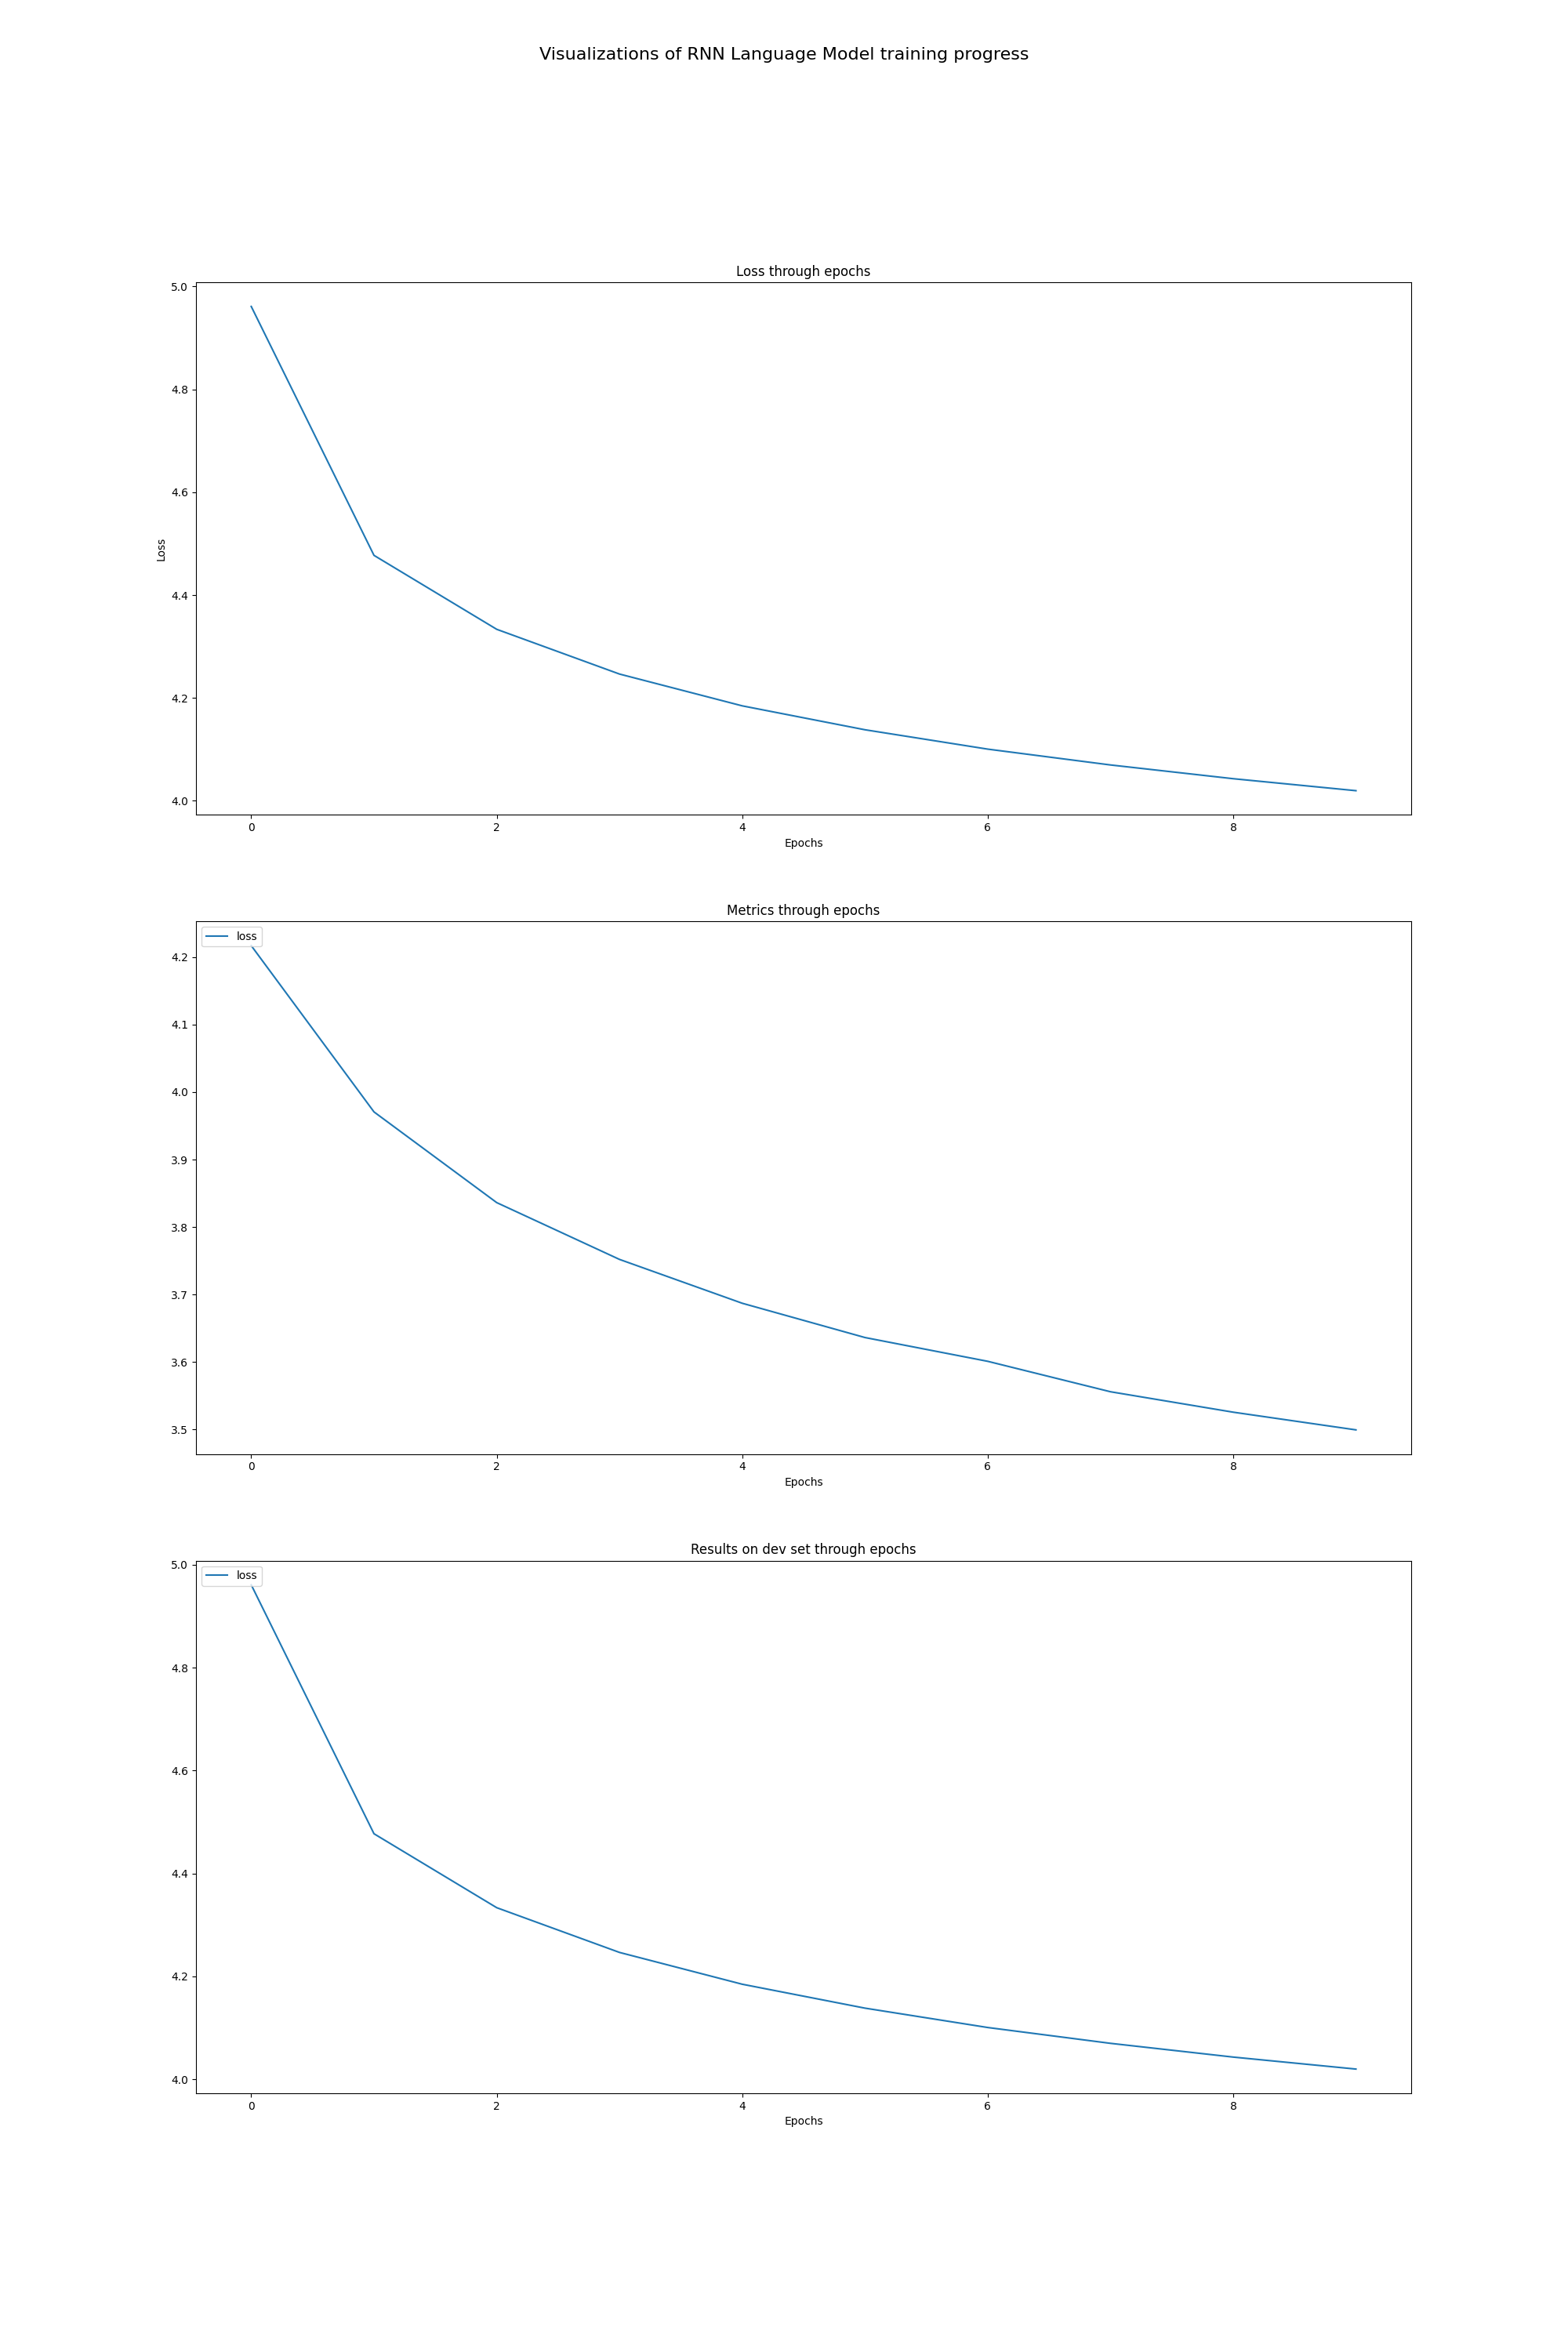 Visualizations of RNN Language Model training progress
Loss through epochs
5.0
4.8
4.6
4.4
4.2
4.0
Loss
0 2 4 6 8
Epochs
Metrics through epochs
loss
4.2
4.1
4.0
3.9
3.8
3.7
3.6
3.5
0 2 4 6 8
Epochs
Results on dev set through epochs
5.0
loss
4.8
4.6
4.4
4.2
4.0
0 2 4 6 8
Epochs